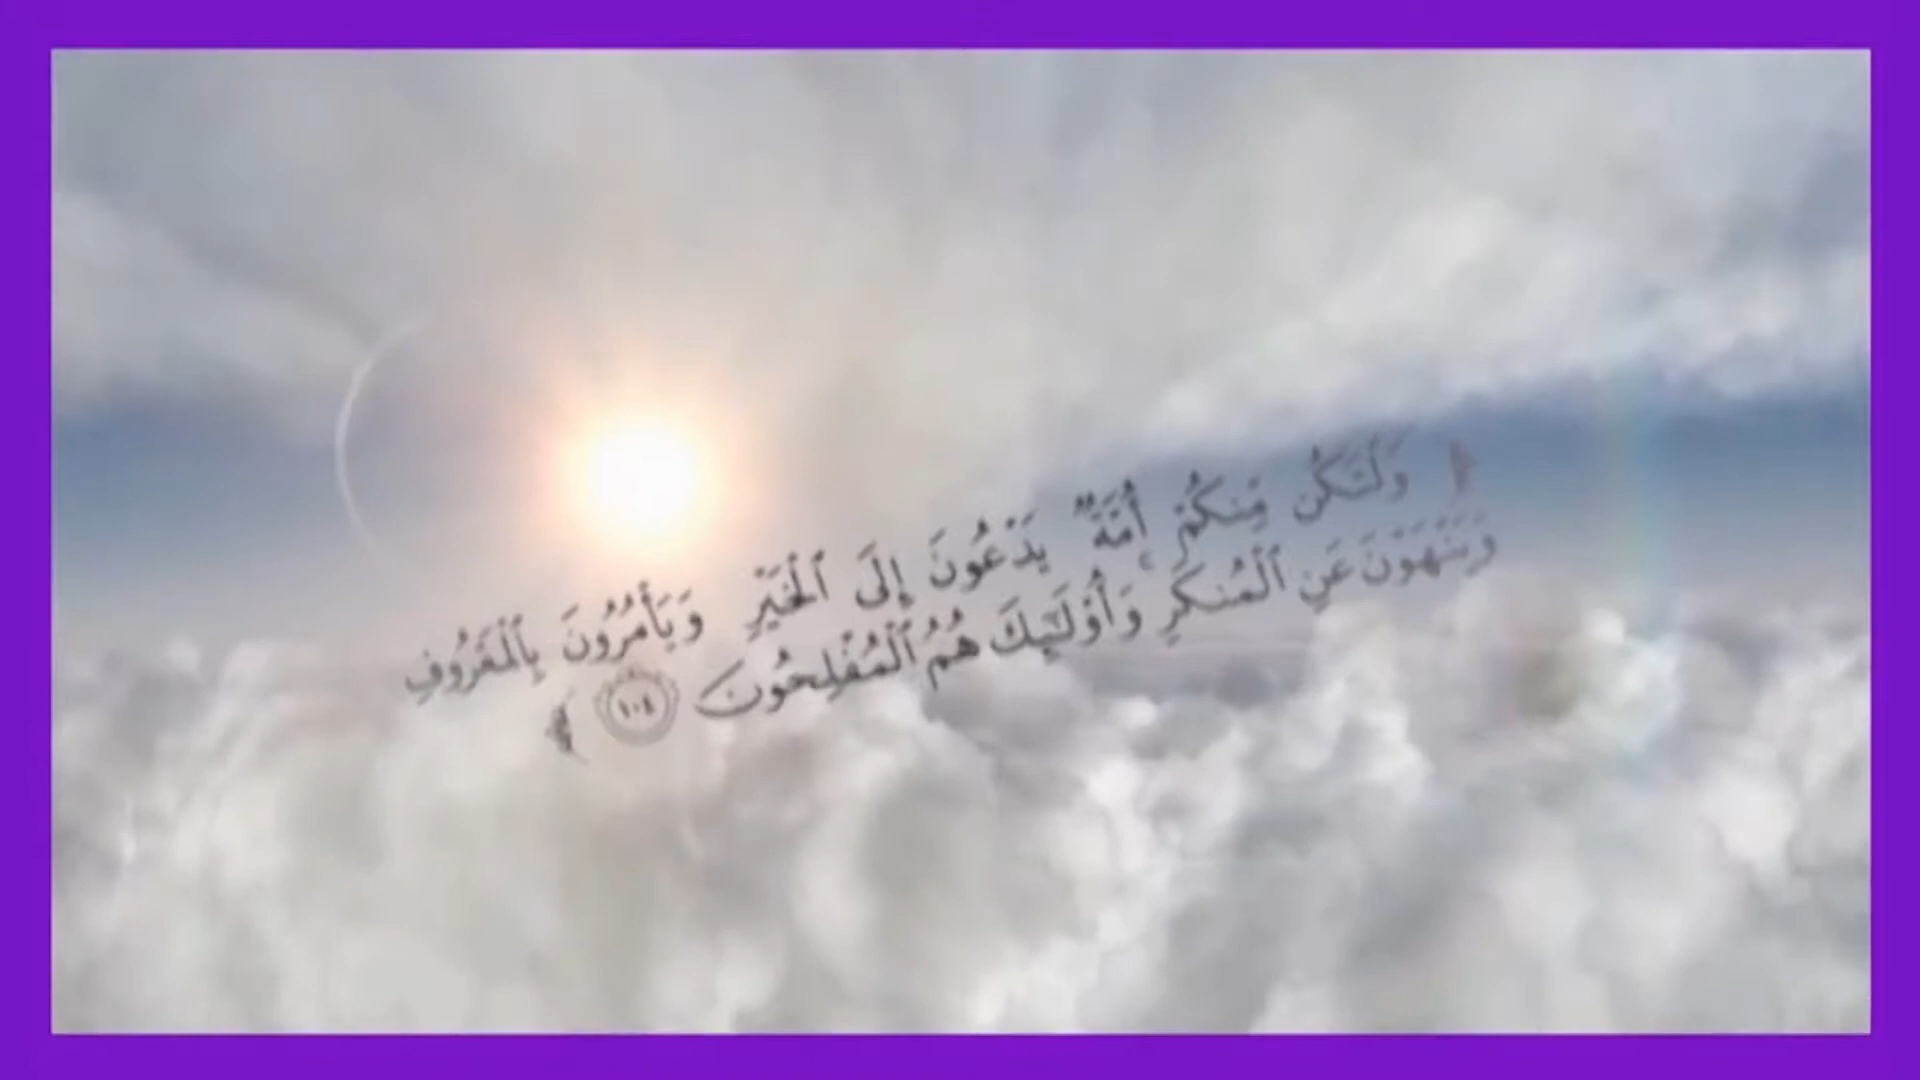 ﴿ وَلْتَكُن مِّنكُمْ أُمَّةٌ يَدْعُونَ إِلَى ٱلْخَيْرِ وَيَأْمُرُونَ بِٱلْمَعْرُوفِ
وَيَنْهَوْنَ عَنِ ٱلْمُنكَرِ وَأُو۟لَـٰٓئِكَ هُمُ ٱلْمُفْلِحُونَ ١٠٤ ﴾